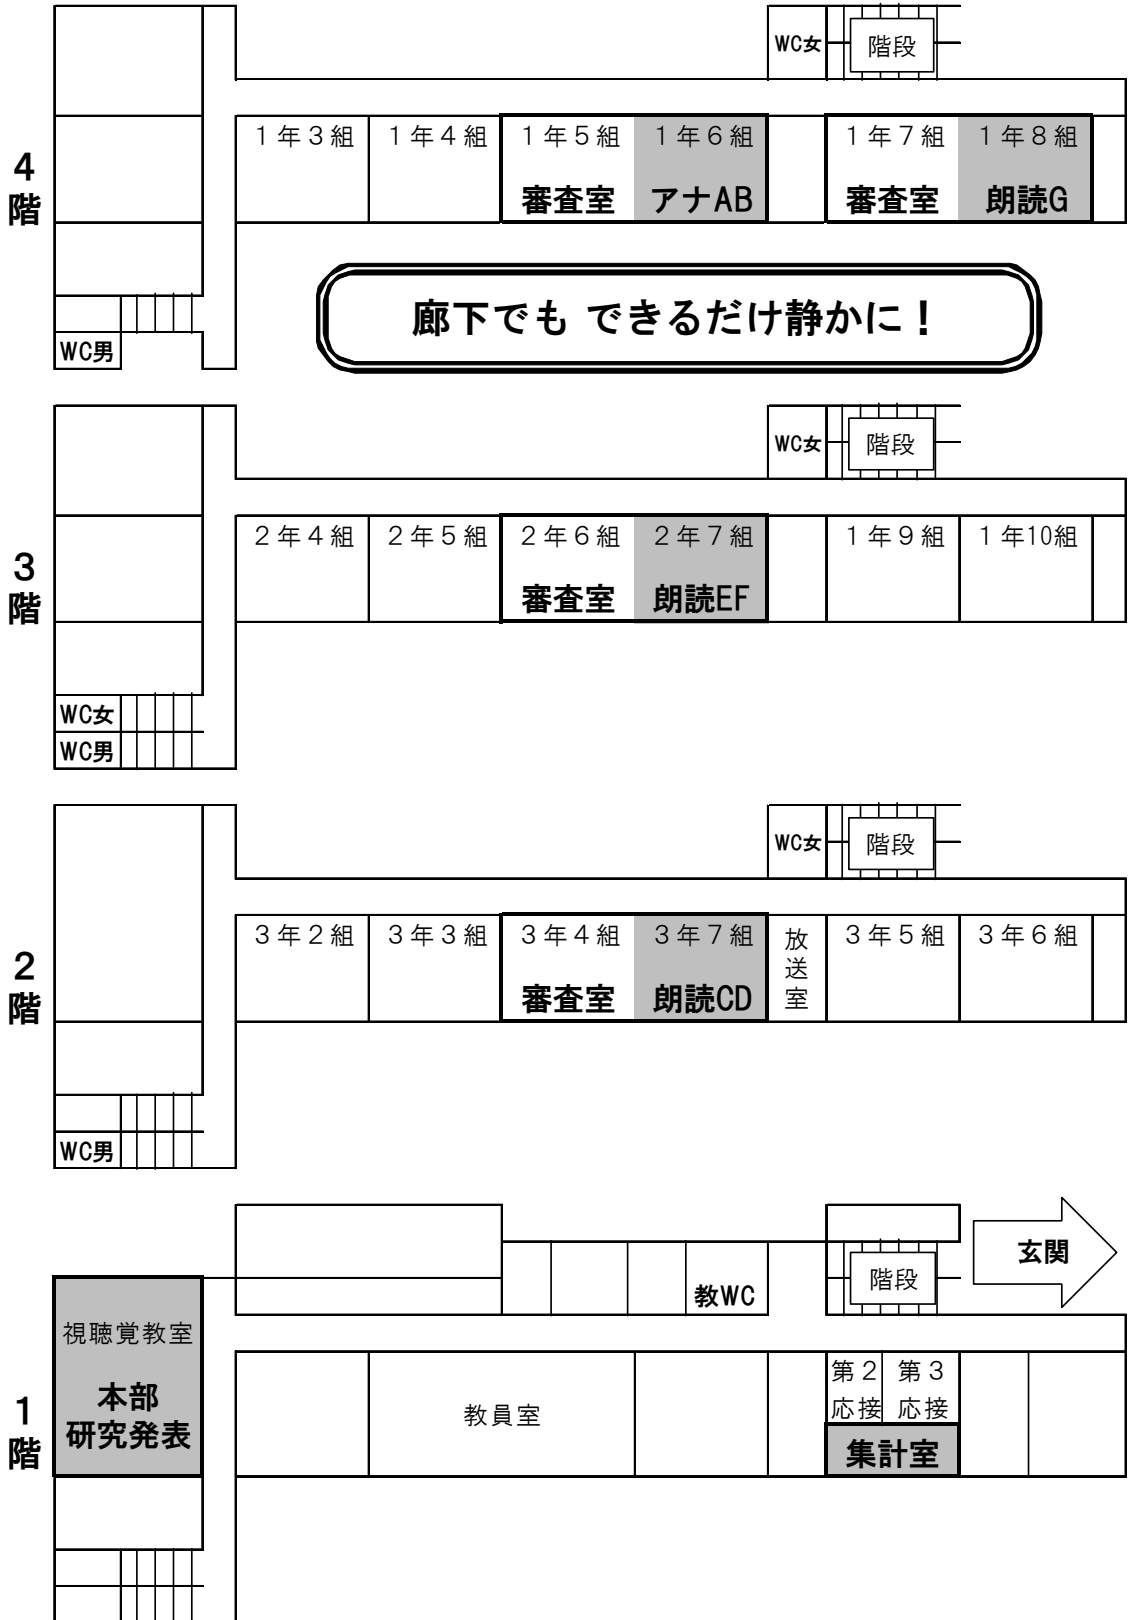 WC女
階段
4階
1年3組
1年4組
1年5組
1年6組
1年7組
1年8組
審査室
アナAB
審査室
朗読G
廊下でも できるだけ静かに！
WC男
WC女
階段
3階
2年4組
2年5組
2年6組
2年7組
1年9組
1年10組
審査室
朗読EF
WC女
WC男
WC女
階段
2階
3年2組
3年3組
3年4組
3年7組
放送室
3年5組
3年6組
審査室
朗読CD
WC男
玄関
階段
教WC
1階
視聴覚教室
本部
研究発表
教員室
第2応接
第3応接
集計室